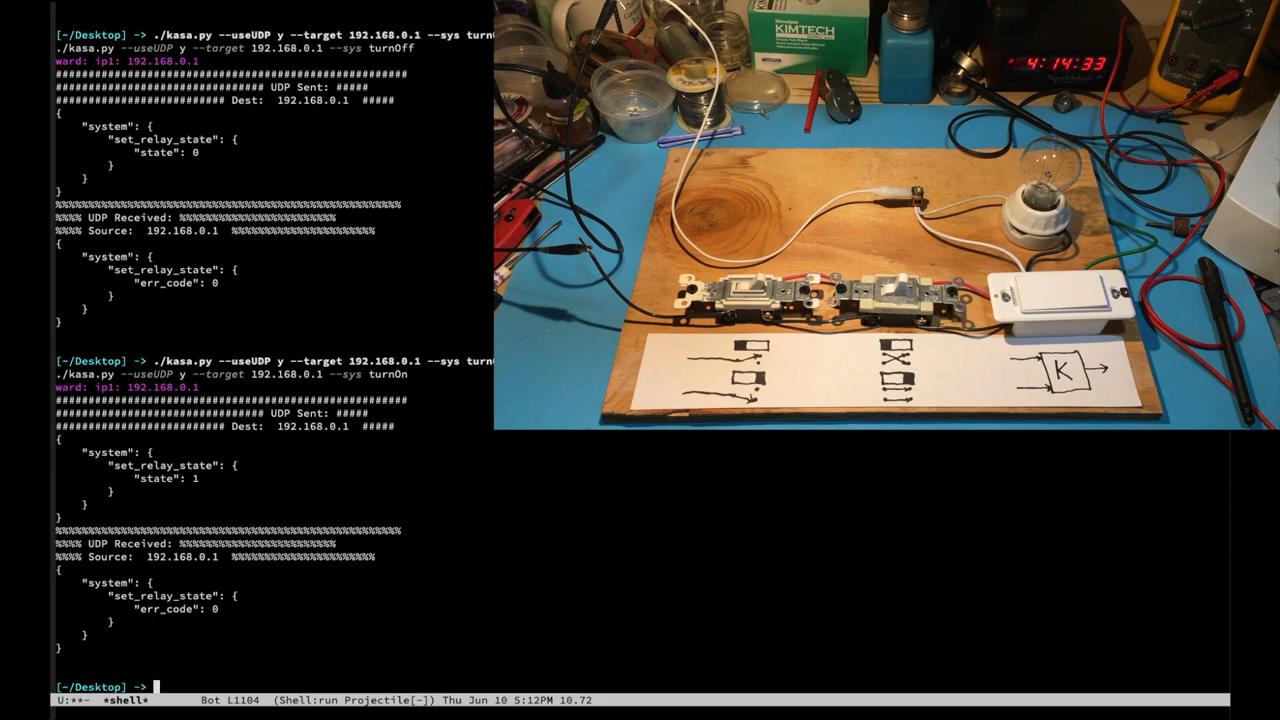 [~/Desktop] -> ./kasa.py --useUDP y --target 192.168.0.1 --sys turn
./kasa.py --useUDP y --target 192.168.0.1 --sys turnOff
ward: ip1: 192.168.0.1
######################################################
################################ UDP Sent: #####
########################## Dest:  192.168.0.1  #####
{
    "system": {
        "set_relay_state": {
            "state": 0
        }
    }
}
%%%%%%%%%%%%%%%%%%%%%%%%%%%%%%%%%%%%%%%%%%%%%%%%%%%%%
%%%% UDP Received: %%%%%%%%%%%%%%%%%%%%%%%%
%%%% Source:  192.168.0.1  %%%%%%%%%%%%%%%%%%%%%%
{
    "system": {
        "set_relay_state": {
            "err_code": 0
        }
    }
}
[~/Desktop] -> ./kasa.py --useUDP y --target 192.168.0.1 --sys turn
./kasa.py --useUDP y --target 192.168.0.1 --sys turnOn
ward: ip1: 192.168.0.1
######################################################
################################ UDP Sent: #####
########################## Dest:  192.168.0.1  #####
{
    "system": {
        "set_relay_state": {
            "state": 1
        }
    }
}
%%%%%%%%%%%%%%%%%%%%%%%%%%%%%%%%%%%%%%%%%%%%%%%%%%%%%
%%%% UDP Received: %%%%%%%%%%%%%%%%%%%%%%%%
%%%% Source:  192.168.0.1  %%%%%%%%%%%%%%%%%%%%%%
{
    "system": {
        "set_relay_state": {
            "err_code": 0
        }
    }
}
[~/Desktop] ->
U:**-  *shell*        Bot L1104  (Shell:run Projectile[-]) Thu Jun 10 5:12PM 10.72
KIMTECH
4:14:33
K